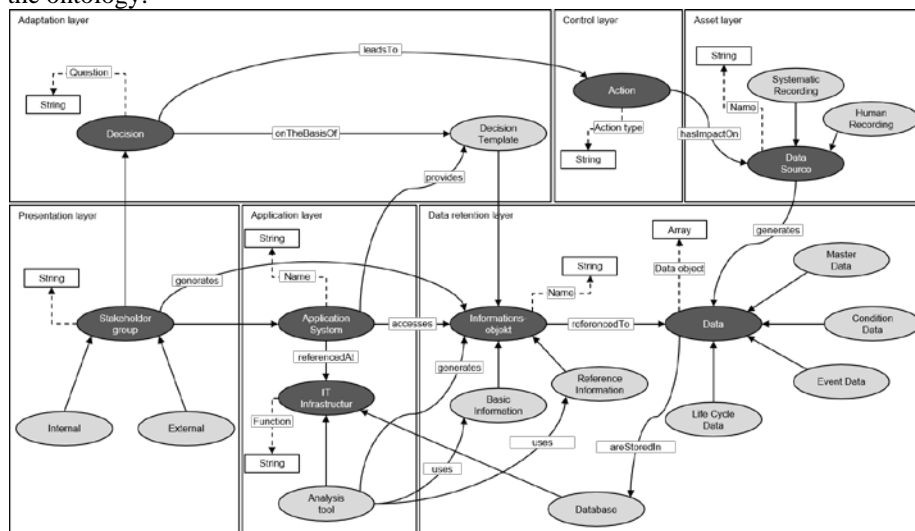 the ontology.
Adaptation layer
Control layer
Asset layer
leadsTo
Question
String
Decision
onTheBasisOf
Decision
Template
provides
Action
Action type
String
hasImpactOn
String
Name
Systematic
Recording
Human
Recording
Data
Source
Presentation layer
String
Stakeholder
group
Internal
External
generates
Application layer
String
Name
Application
System
accesses
referencedAt
IT
Infrastructur
Function
String
Analysis
tool
generates
uses
uses
Data retention layer
String
Name
Informations-
objekt
referencedTo
Basic
Information
Reference
Information
Array
Data object
generates
Data
Master
Data
Condition
Data
Event Data
Life Cycle
Data
areStoredIn
Database